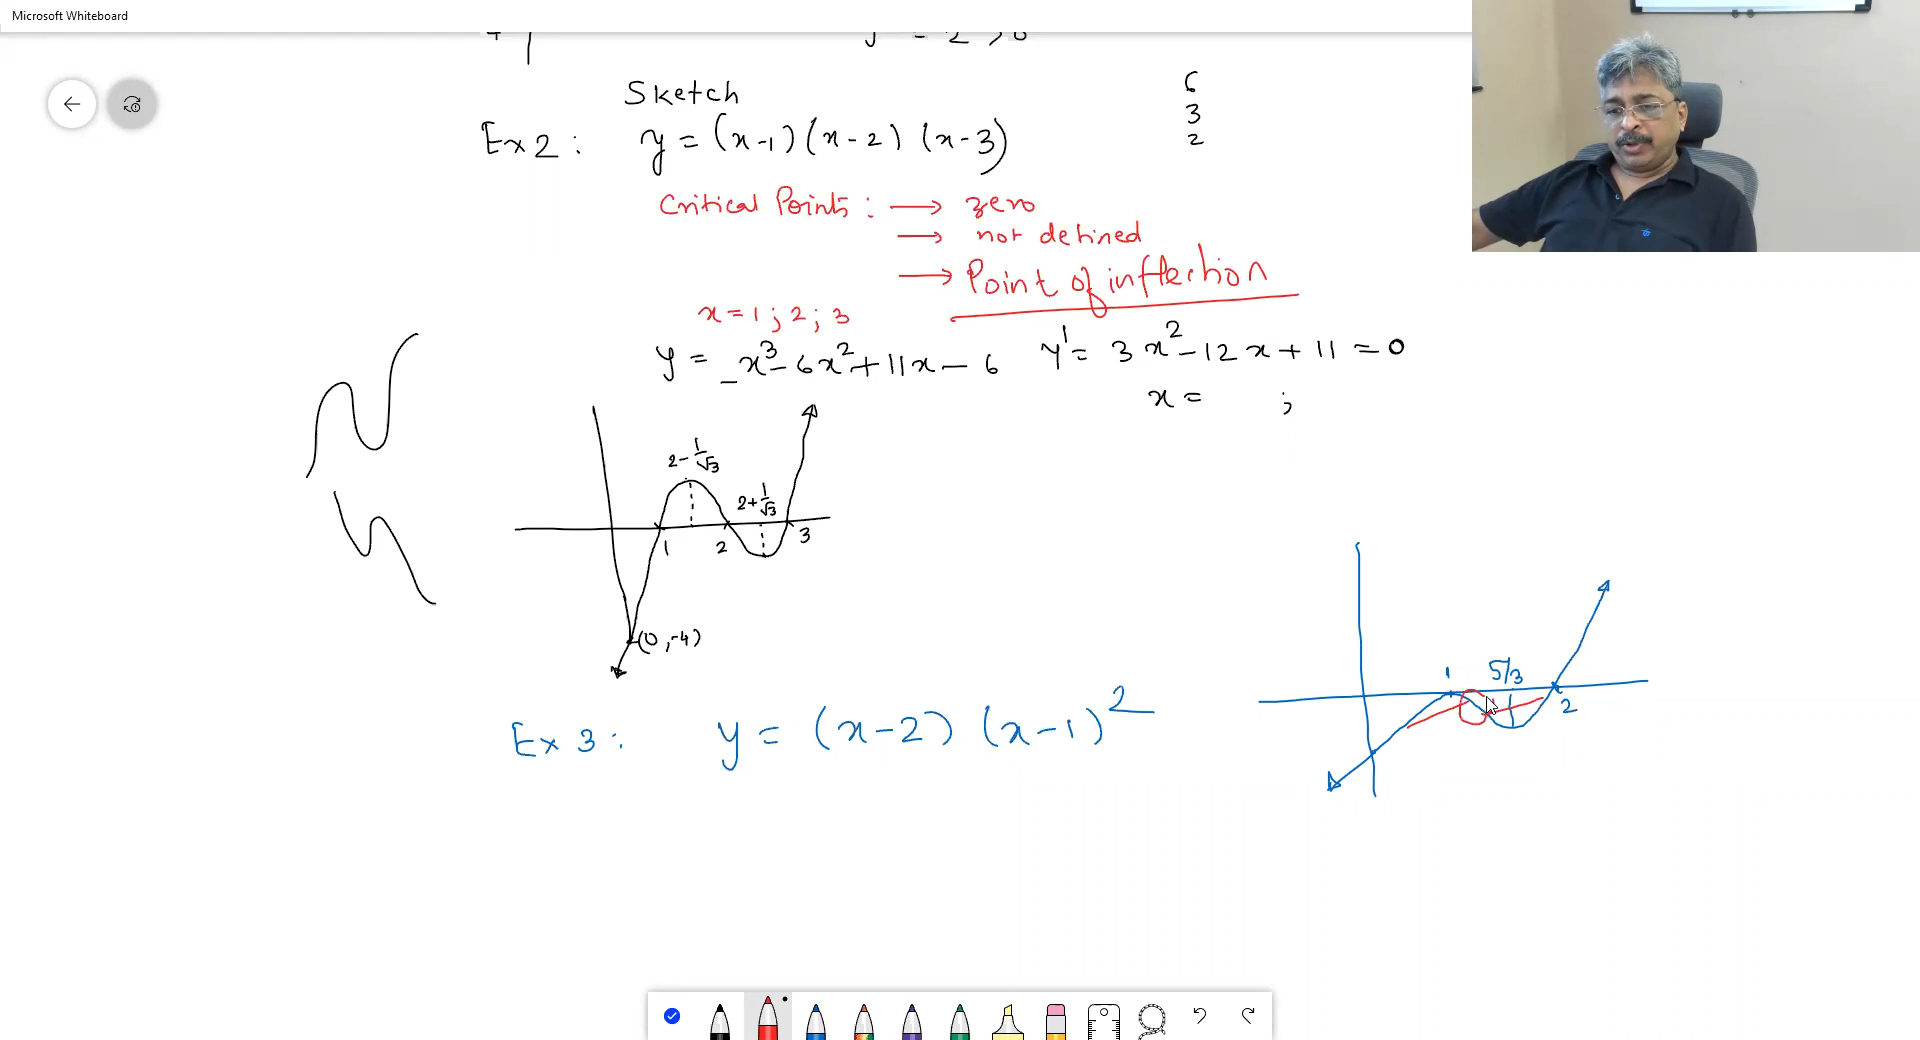 Microsoft Whiteboard
Sketch
6
3
2
Ex 2 : y = (x-1) (x-2) (x-3)
Critical Points : → zero
→ not defined
→ Point of inflection
x = 1 ; 2 ; 3
y = x³ - 6x² + 11x - 6
y' = 3x² - 12x + 11 = 0
x = ;
2 - 1/√3
2 + 1/√3
1 2 3
(0, -4)
1 5/3
2
Ex 3 : y = (x-2) (x-1)²